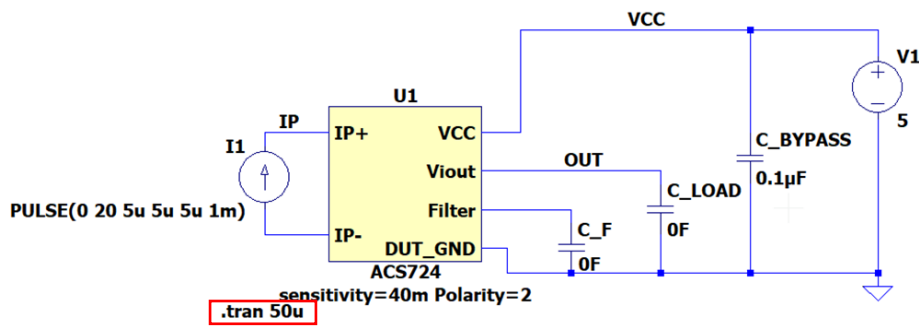 VCC
V1
5
U1
IP
IP+
VCC
I1
OUT
Viout
C_BYPASS
0.1µF
C_LOAD
0F
PULSE(0 20 5u 5u 5u 1m)
Filter
IP-
C_F
0F
DUT_GND
ACS724
sensitivity=40m Polarity=2
.tran 50u